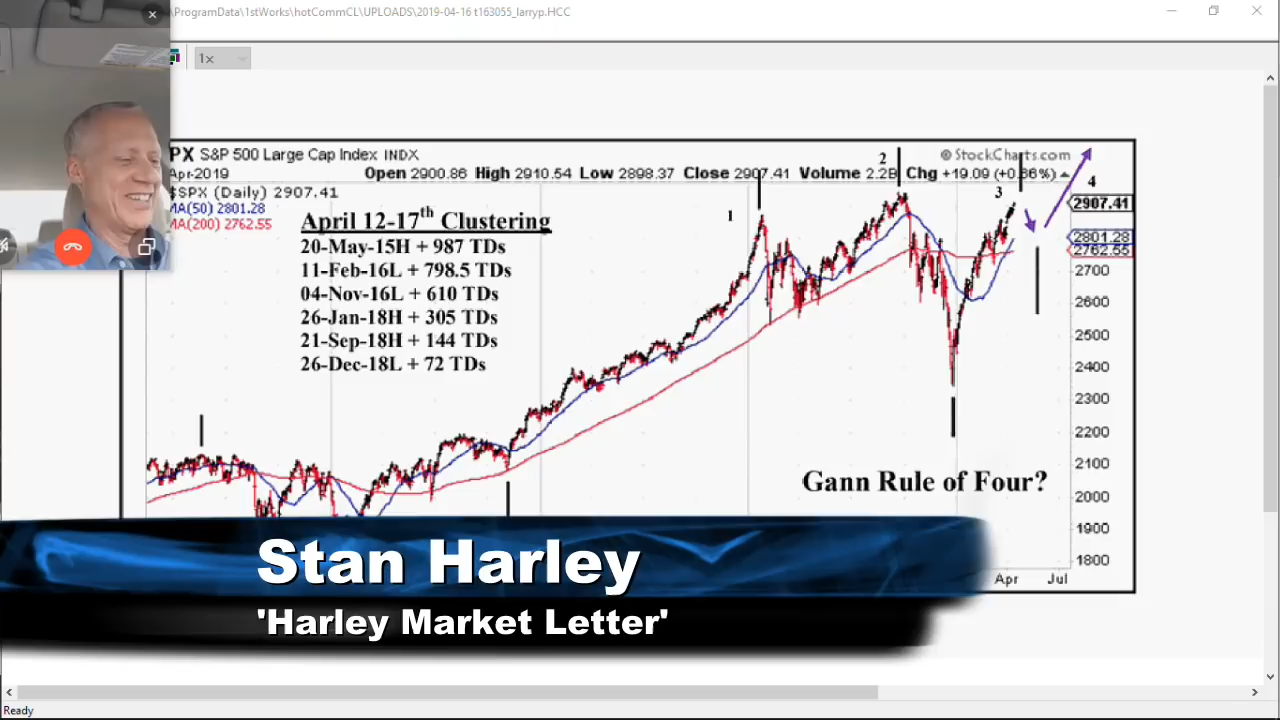 \ProgramData\1stWorks\hotCommCL\UPLOADS\2019-04-16 t163055_larryp.HCC
1x
PX S&P 500 Large Cap Index INDX
© StockCharts.com
Apr-2019
Open 2900.86 High 2910.54 Low 2898.37 Close 2907.41 Volume 2.2B Chg +19.09 (+0.66%)
$SPX (Daily) 2907.41
MA(50) 2801.28
MA(200) 2762.55
April 12-17th Clustering
20-May-15H + 987 TDs
11-Feb-16L + 798.5 TDs
04-Nov-16L + 610 TDs
26-Jan-18H + 305 TDs
21-Sep-18H + 144 TDs
26-Dec-18L + 72 TDs
1
2
3
4
2907.41
2801.28
2762.55
2700
2600
2500
2400
2300
2200
2100
2000
1900
1800
Gann Rule of Four?
Apr Jul
Stan Harley
'Harley Market Letter'
Ready